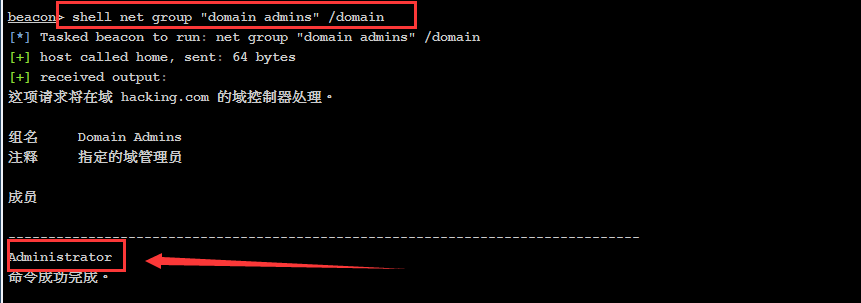 beacon> shell net group "domain admins" /domain
[*] Tasked beacon to run: net group "domain admins" /domain
[+] host called home, sent: 64 bytes
[+] received output:
这项请求将在域 hacking.com 的域控制器处理。
组名 Domain Admins
注释 指定的域管理员
成员
-------------------------------------------------------------------------------
Administrator
命令成功完成。